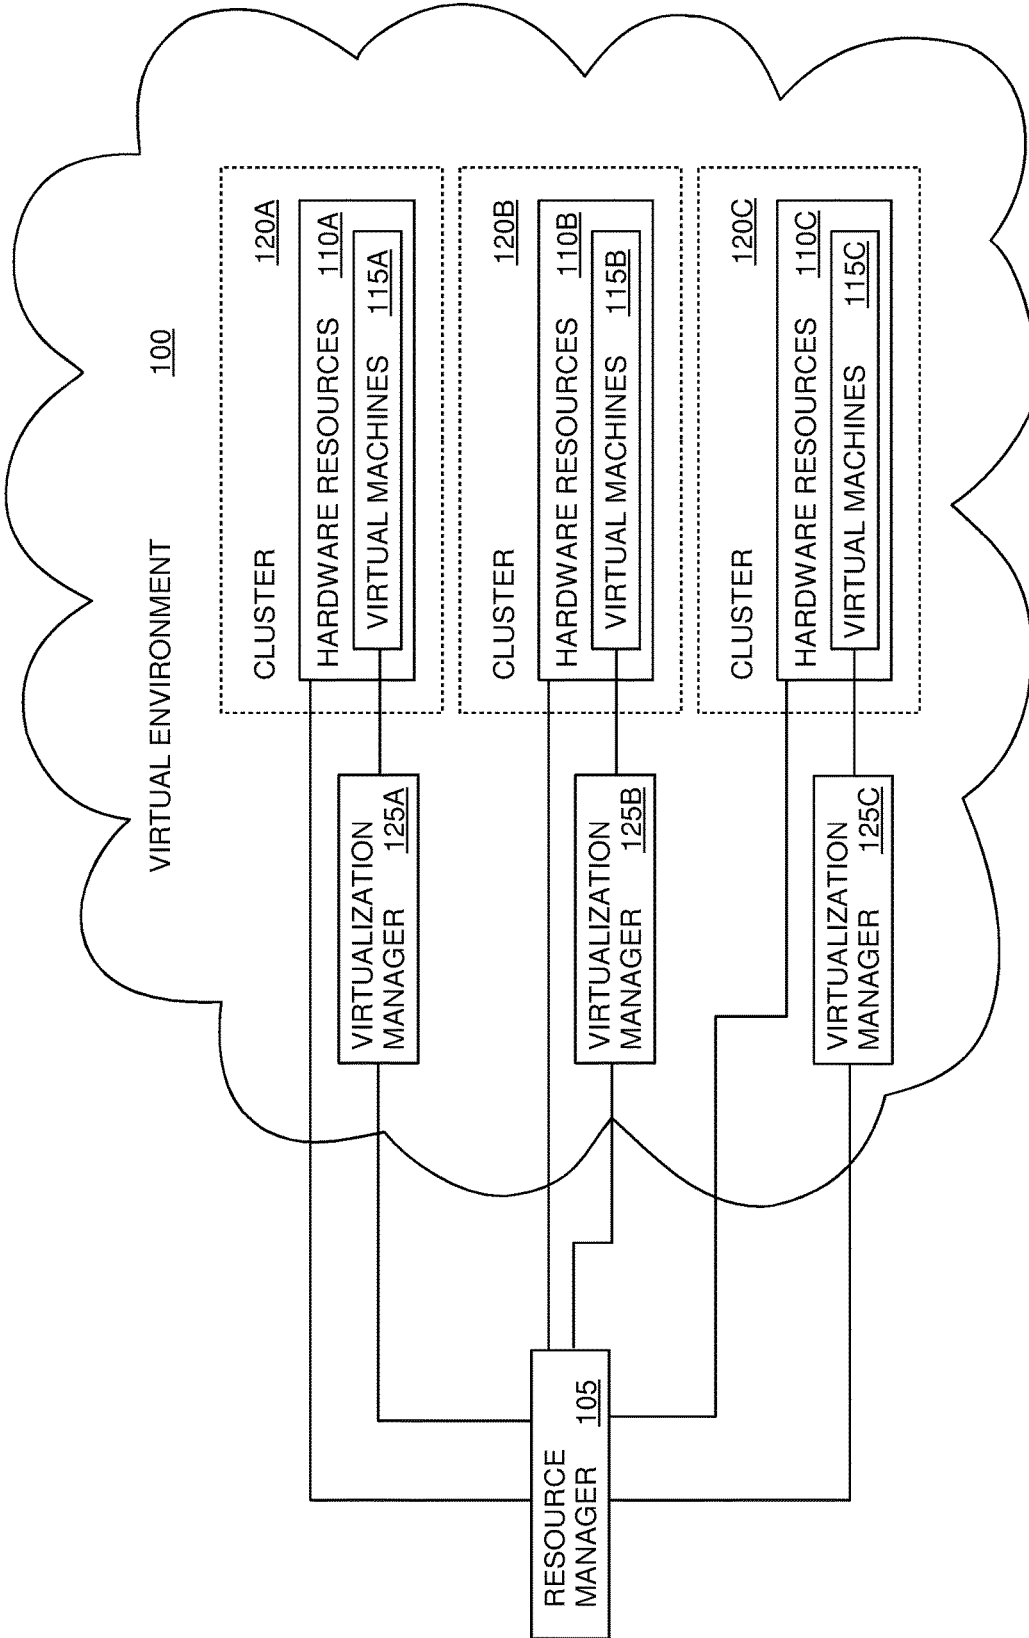 VIRTUAL ENVIRONMENT 100
CLUSTER 120A
HARDWARE RESOURCES 110A
VIRTUAL MACHINES 115A
VIRTUALIZATION
MANAGER 125A
CLUSTER 120B
HARDWARE RESOURCES 110B
VIRTUAL MACHINES 115B
VIRTUALIZATION
MANAGER 125B
RESOURCE
MANAGER 105
CLUSTER 120C
HARDWARE RESOURCES 110C
VIRTUAL MACHINES 115C
VIRTUALIZATION
MANAGER 125C